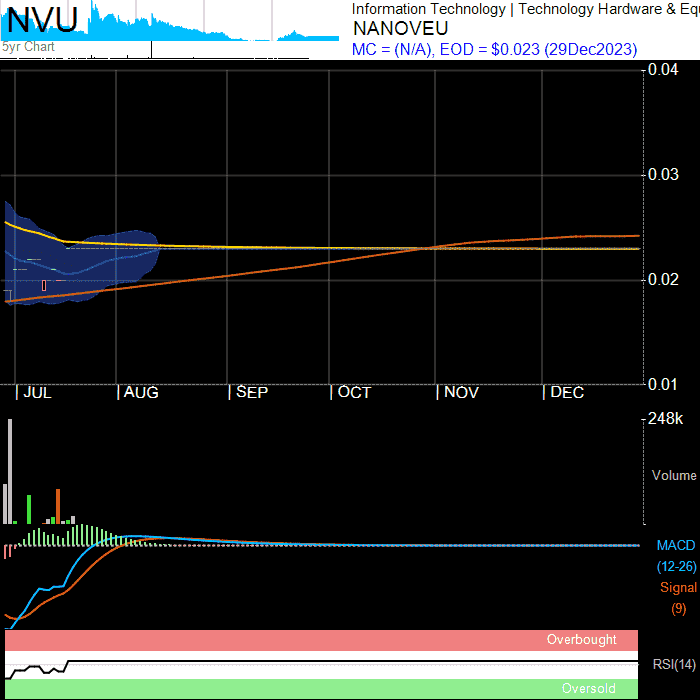 NVU
5yr Chart
Information Technology | Technology Hardware & Equ
NANOVEU
MC = (N/A), EOD = $0.023 (29Dec2023)
0.04
0.03
0.02
0.01
JUL
AUG
SEP
OCT
NOV
DEC
248k
Volume
MACD
(12-26)
Signal
(9)
Overbought
RSI(14)
Oversold